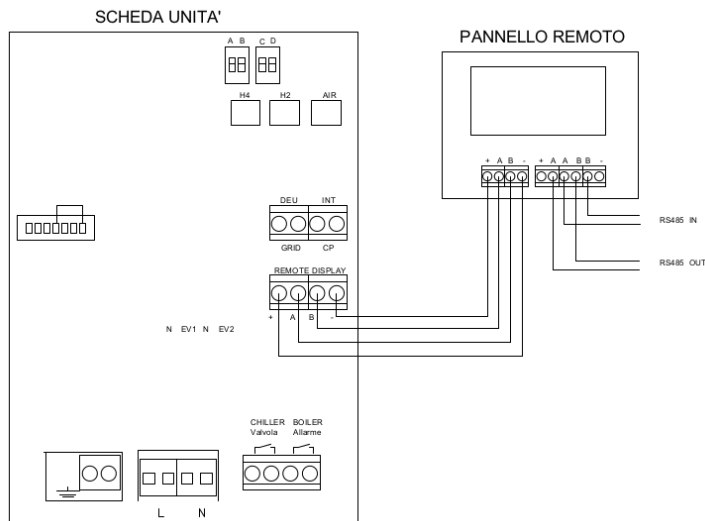 SCHEDA UNITA'
PANNELLO REMOTO
A B C D
H4 H2 AIR
+ A B -
+ A A B B -
DEU INT
GRID CP
RS485 IN
RS485 OUT
REMOTE DISPLAY
+ A B -
N EV1 N EV2
CHILLER BOILER
Valvola Allarme
L N